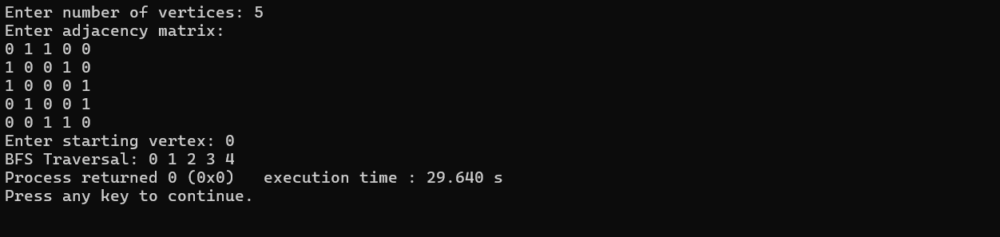 Enter number of vertices: 5
Enter adjacency matrix:
0 1 1 0 0
1 0 0 1 0
1 0 0 0 1
0 1 0 0 1
0 0 1 1 0
Enter starting vertex: 0
BFS Traversal: 0 1 2 3 4
Process returned 0 (0x0)   execution time : 29.640 s
Press any key to continue.